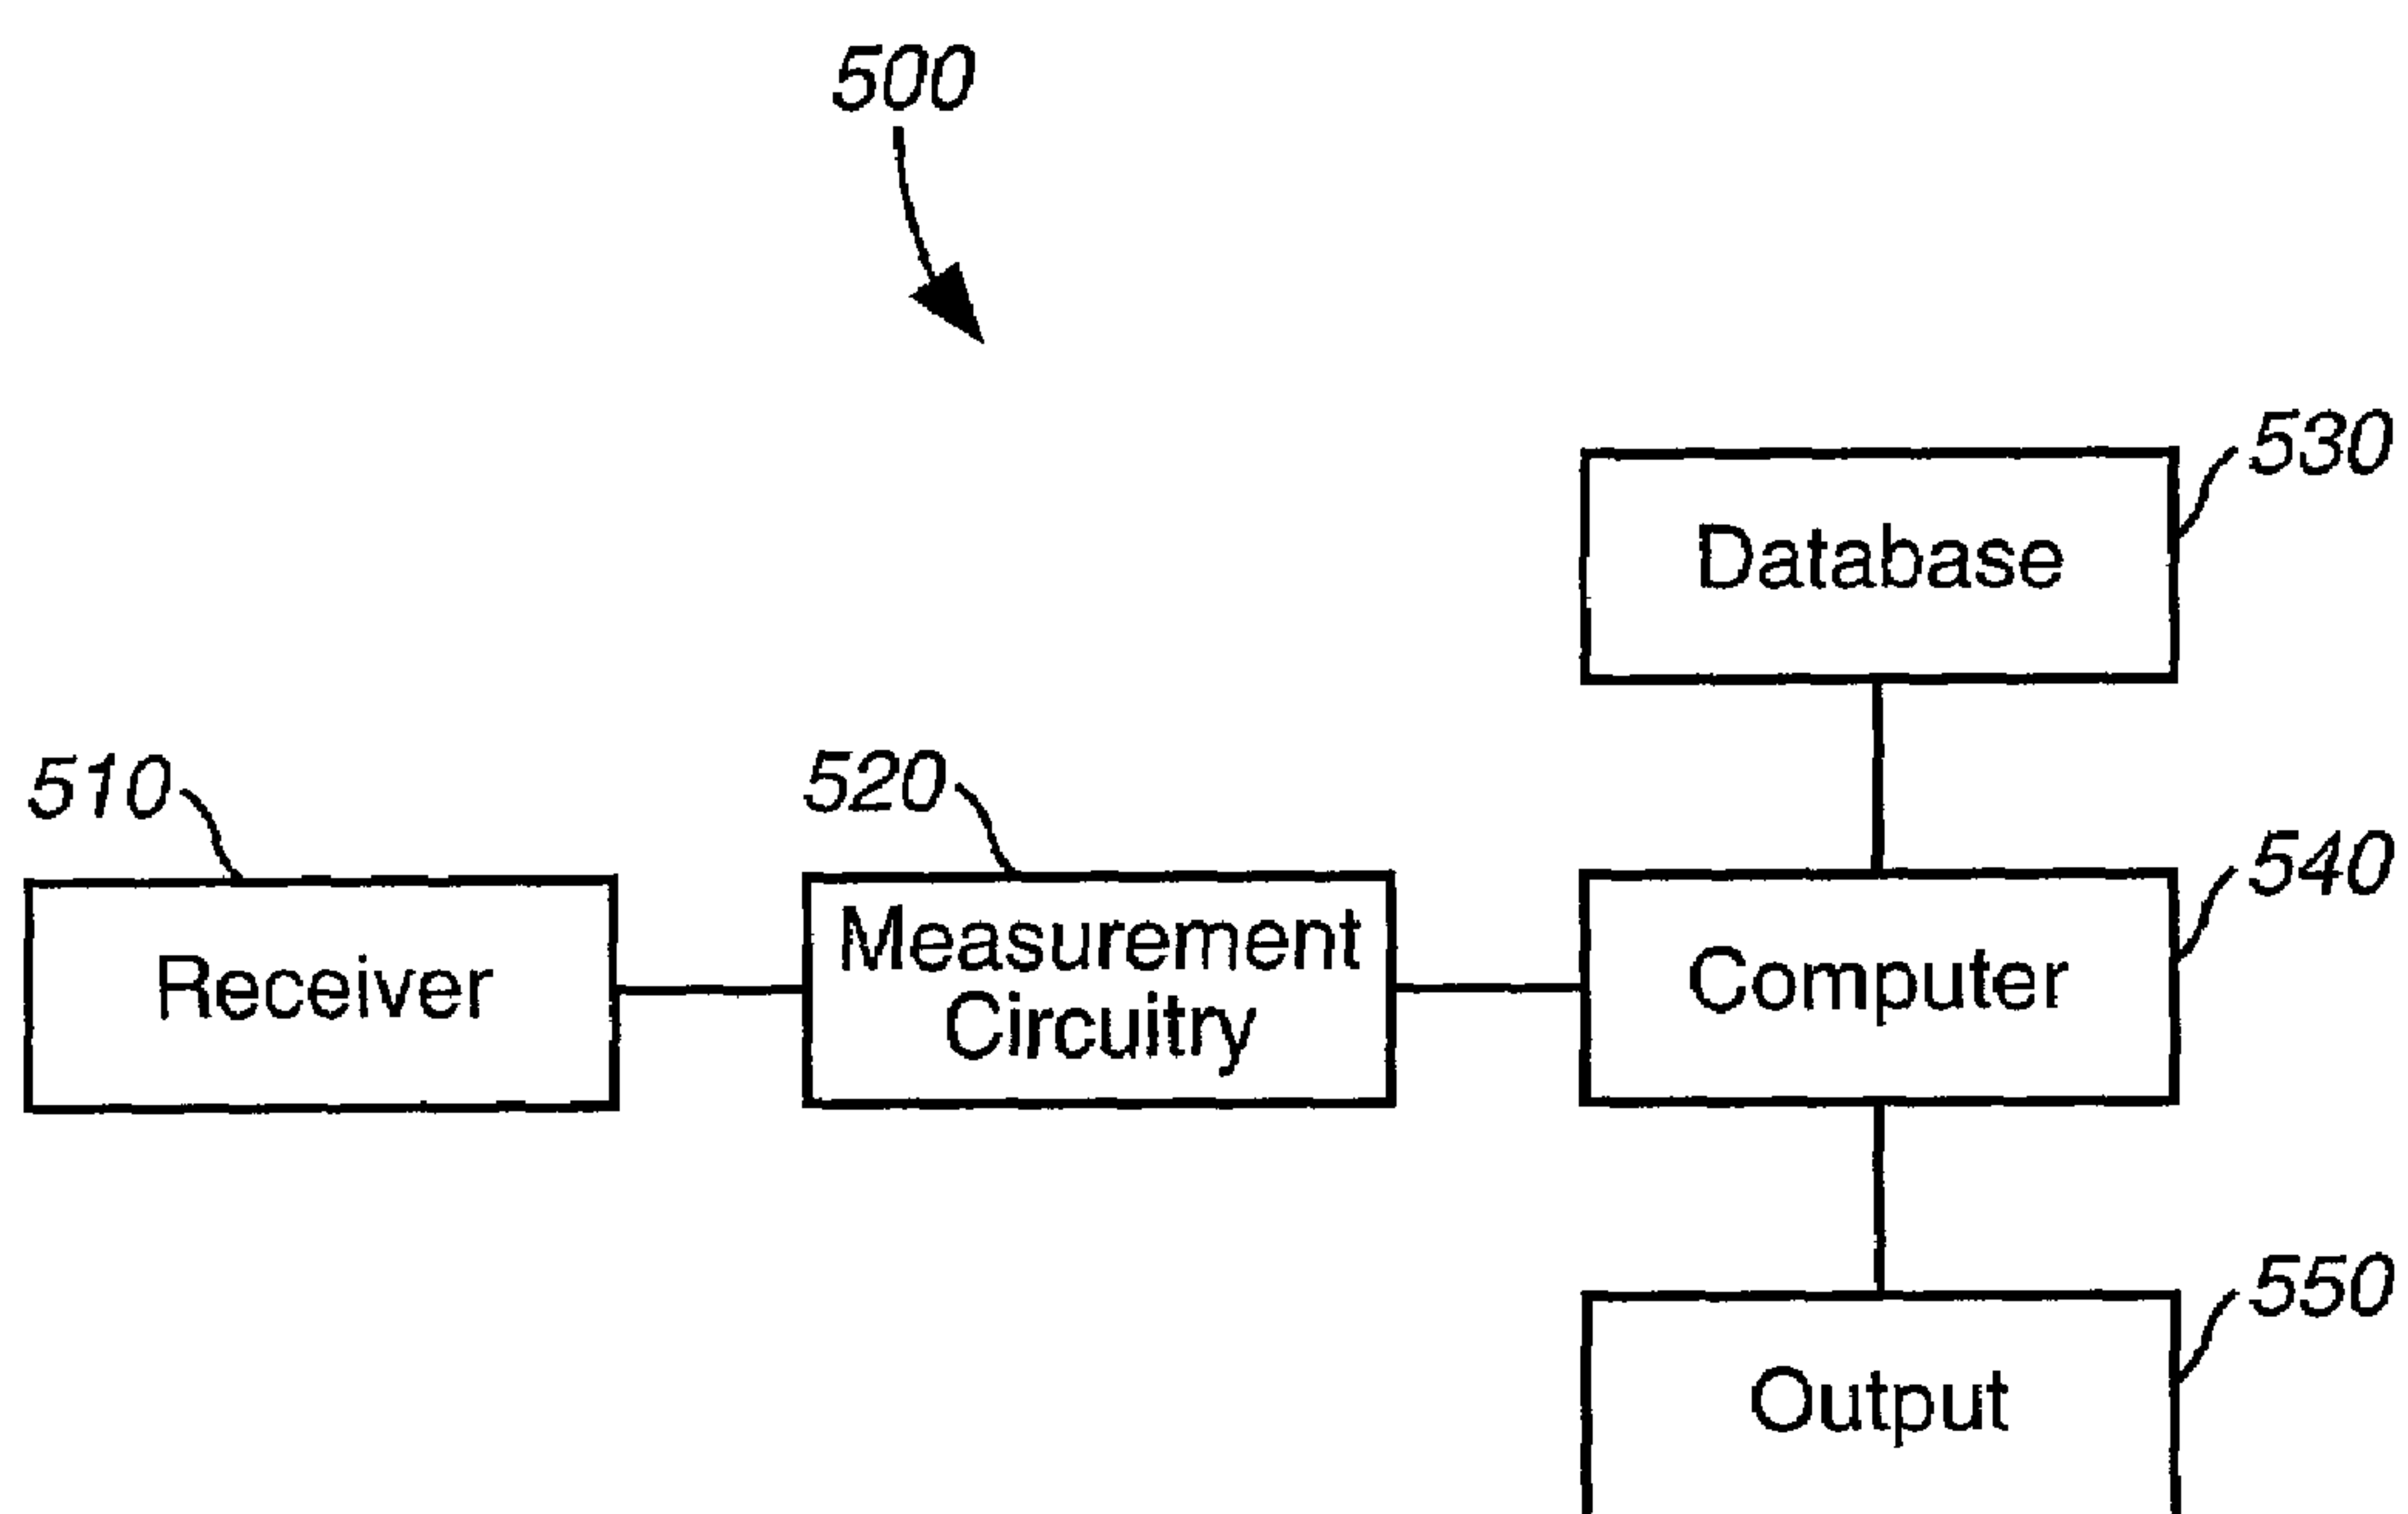 500
530
Database
510
520
540
Receiver
Measurement
Circuitry
Computer
550
Output